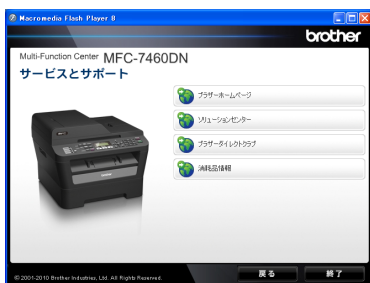 Macromedia Flash Player 8
brother
Multi-Function Center MFC-7460DN
サービスとサポート
ブラザーホームページ
ソリューションセンター
ブラザーダイレクトクラブ
消耗品情報
© 2001-2010 Brother Industries, Ltd. All Rights Reserved.
戻る
終了